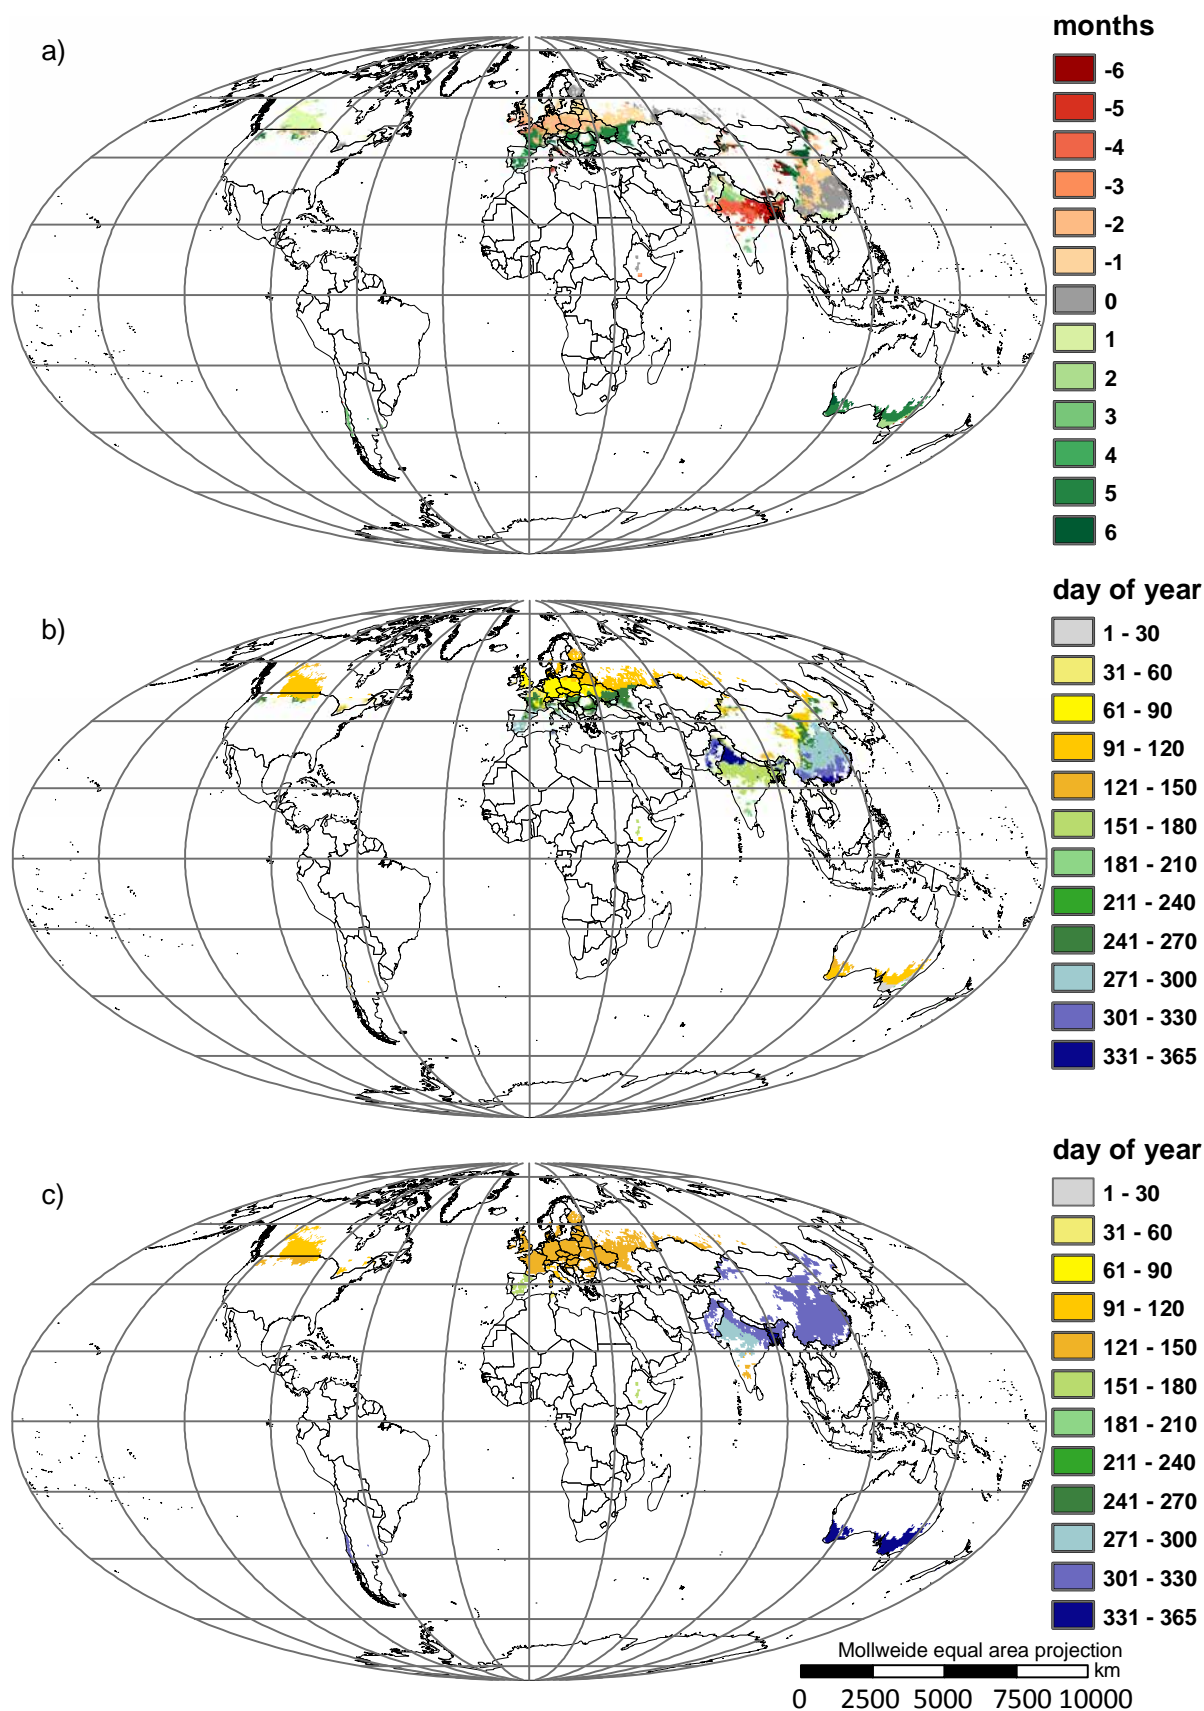 a)
months
-6
-5
-4
-3
-2
-1
0
1
2
3
4
5
6
b)
day of year
1 - 30
31 - 60
61 - 90
91 - 120
121 - 150
151 - 180
181 - 210
211 - 240
241 - 270
271 - 300
301 - 330
331 - 365
c)
day of year
1 - 30
31 - 60
61 - 90
91 - 120
121 - 150
151 - 180
181 - 210
211 - 240
241 - 270
271 - 300
301 - 330
331 - 365
Mollweide equal area projection
km
0 2500 5000 7500 10000